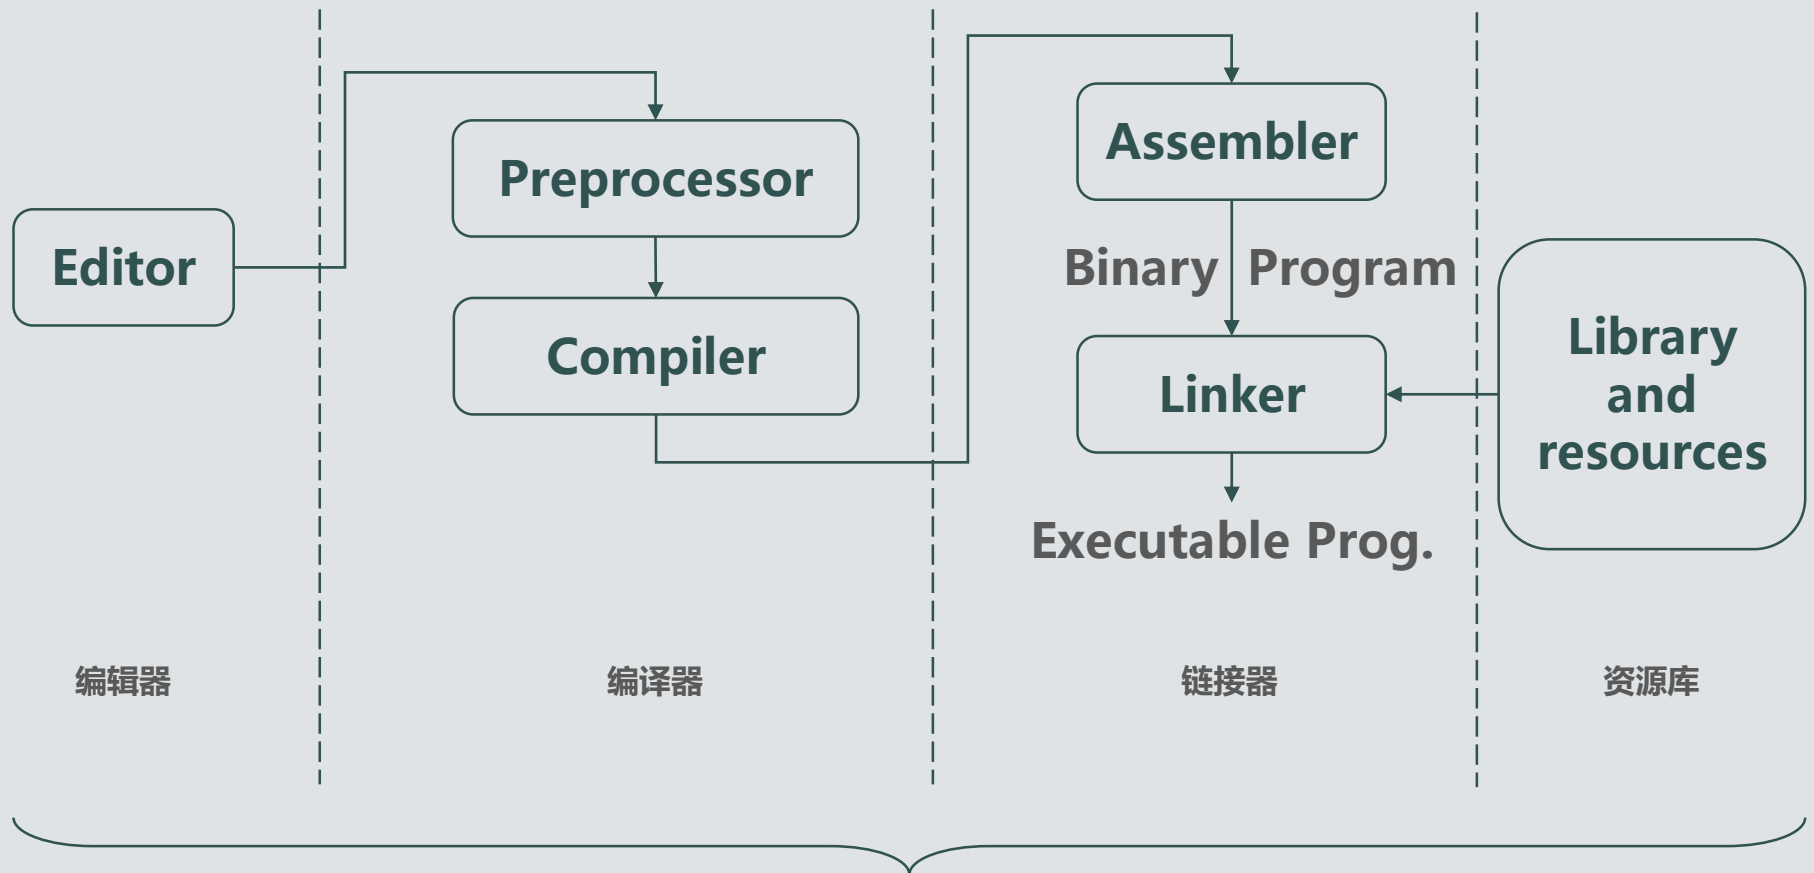 Editor
Preprocessor
Compiler
Assembler
Binary Program
Linker
Executable Prog.
Library
and
resources
编辑器
编译器
链接器
资源库